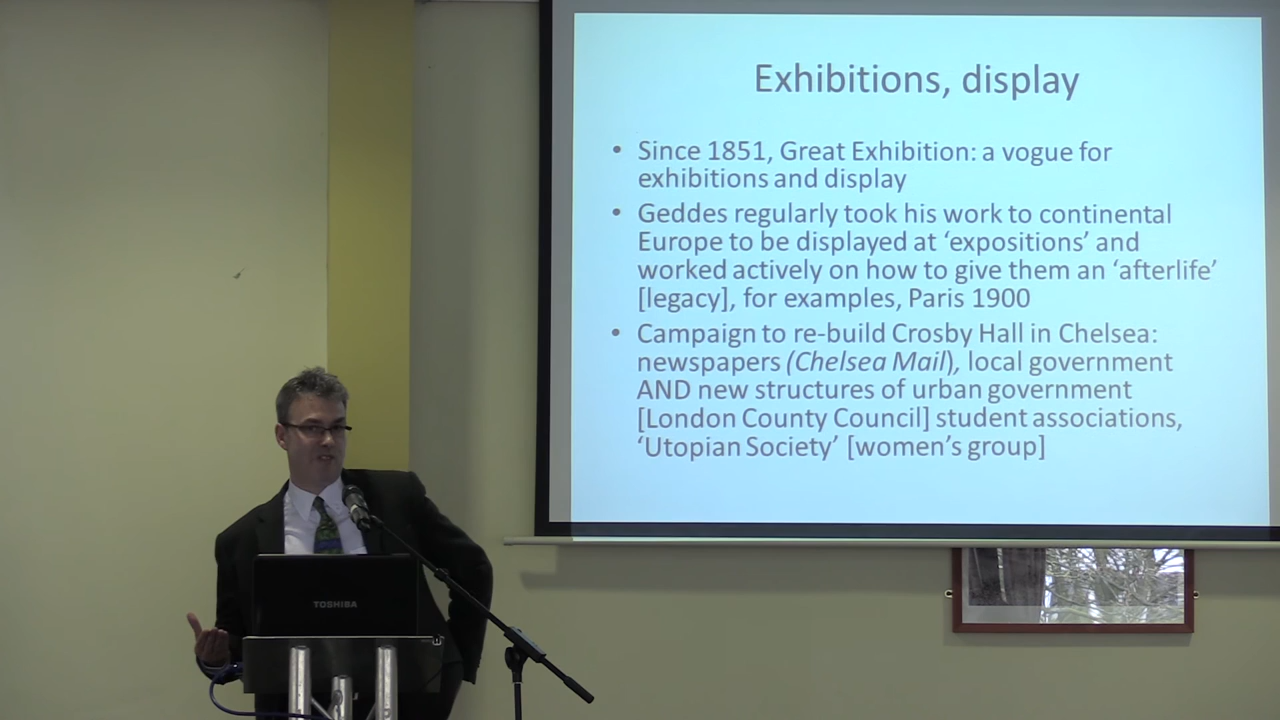 Exhibitions, display
• Since 1851, Great Exhibition: a vogue for
exhibitions and display
• Geddes regularly took his work to continental
Europe to be displayed at ‘expositions’ and
worked actively on how to give them an ‘afterlife’
[legacy], for examples, Paris 1900
• Campaign to re-build Crosby Hall in Chelsea:
newspapers (Chelsea Mail), local government
AND new structures of urban government
[London County Council] student associations,
‘Utopian Society’ [women’s group]
TOSHIBA